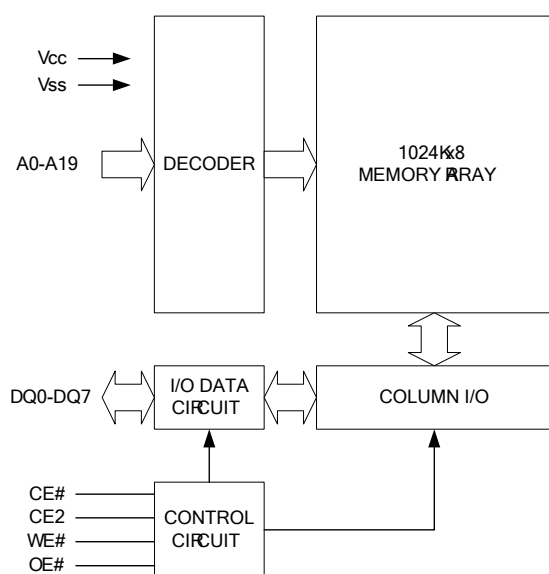 Vcc
Vss
A0-A19
DECODER
1024Kx8
MEMORY ARRAY
DQ0-DQ7
I/O DATA
CIRCUIT
COLUMN I/O
CE#
CE2
WE#
OE#
CONTROL
CIRCUIT